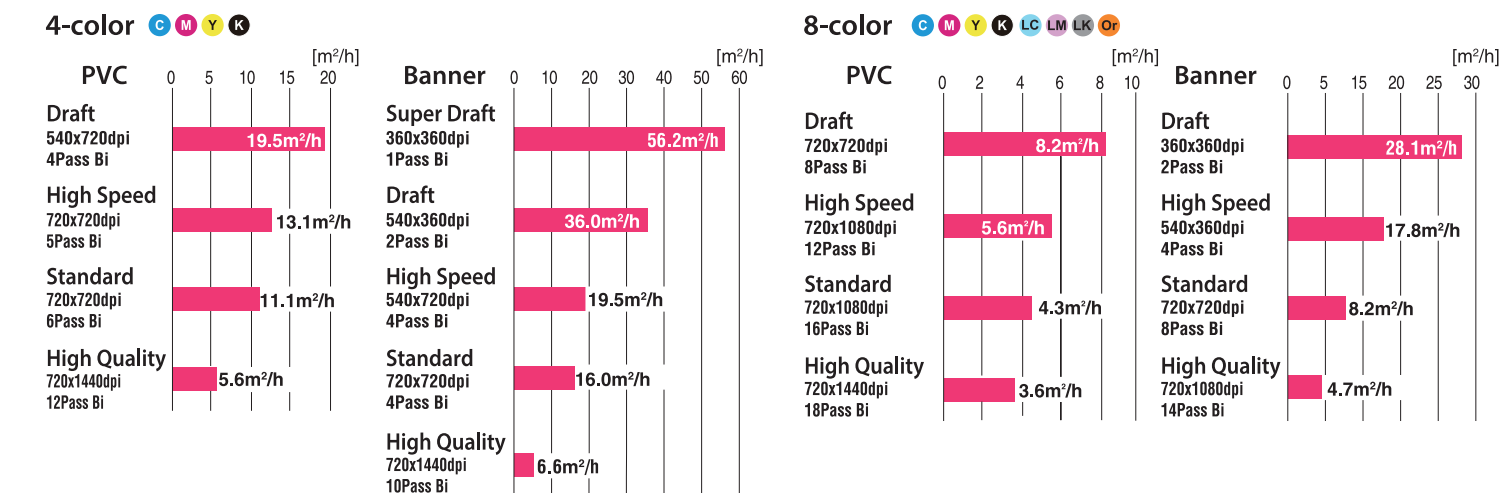 4-color C M Y K
PVC
[m²/h]
0 5 10 15 20
Draft
540x720dpi
4Pass Bi
19.5m²/h
High Speed
720x720dpi
5Pass Bi
13.1m²/h
Standard
720x720dpi
6Pass Bi
11.1m²/h
High Quality
720x1440dpi
12Pass Bi
5.6m²/h
Banner
[m²/h]
0 10 20 30 40 50 60
Super Draft
360x360dpi
1Pass Bi
56.2m²/h
Draft
540x360dpi
2Pass Bi
36.0m²/h
High Speed
540x720dpi
4Pass Bi
19.5m²/h
Standard
720x720dpi
4Pass Bi
16.0m²/h
High Quality
720x1440dpi
10Pass Bi
6.6m²/h
8-color C M Y K LC LM LK Or
PVC
[m²/h]
0 2 4 6 8 10
Draft
720x720dpi
8Pass Bi
8.2m²/h
High Speed
720x1080dpi
12Pass Bi
5.6m²/h
Standard
720x1080dpi
16Pass Bi
4.3m²/h
High Quality
720x1440dpi
18Pass Bi
3.6m²/h
Banner
[m²/h]
0 5 15 20 25 30
Draft
360x360dpi
2Pass Bi
28.1m²/h
High Speed
540x360dpi
4Pass Bi
17.8m²/h
Standard
720x720dpi
8Pass Bi
8.2m²/h
High Quality
720x1080dpi
14Pass Bi
4.7m²/h